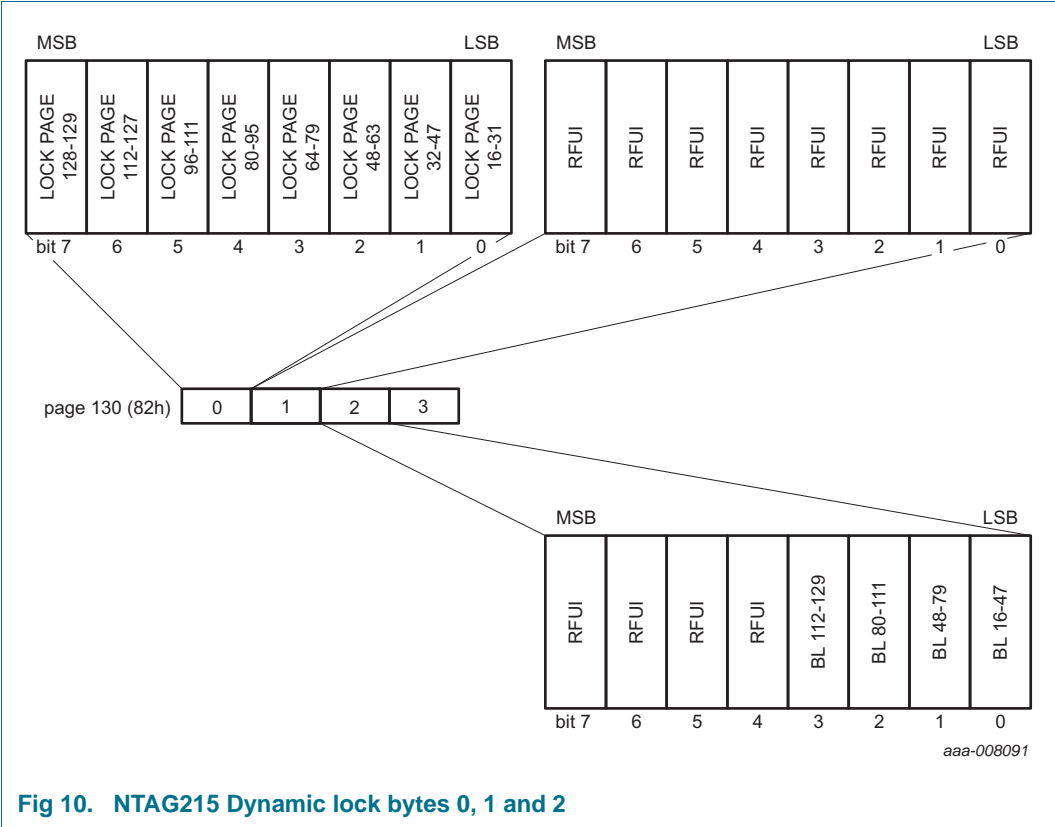 MSB LSB
LOCK PAGE
128-129
LOCK PAGE
112-127
LOCK PAGE
96-111
LOCK PAGE
80-95
LOCK PAGE
64-79
LOCK PAGE
48-63
LOCK PAGE
32-47
LOCK PAGE
16-31
bit 7 6 5 4 3 2 1 0
MSB LSB
RFUI
RFUI
RFUI
RFUI
RFUI
RFUI
RFUI
RFUI
bit 7 6 5 4 3 2 1 0
page 130 (82h) 0 1 2 3
MSB LSB
RFUI
RFUI
RFUI
RFUI
BL 112-129
BL 80-111
BL 48-79
BL 16-47
bit 7 6 5 4 3 2 1 0
aaa-008091
Fig 10. NTAG215 Dynamic lock bytes 0, 1 and 2